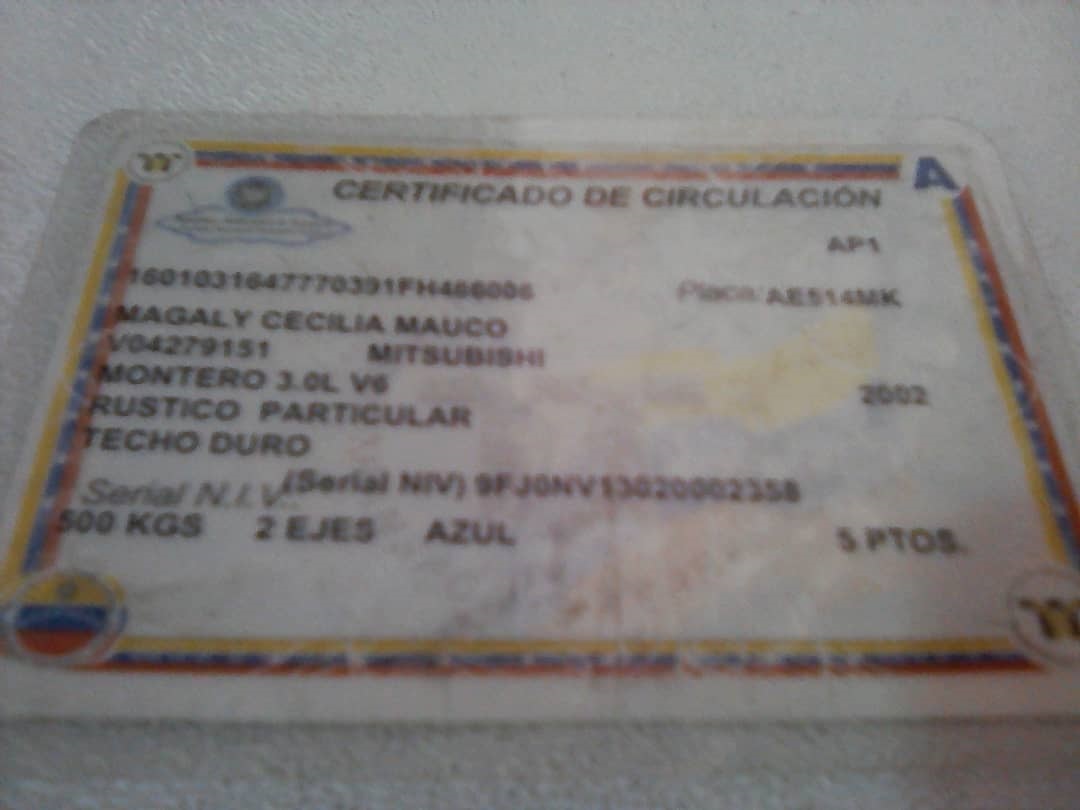 A
CERTIFICADO DE CIRCULACIÓN
AP1
1601031647770391FH466006 Placa: AE514MK
MAGALY CECILIA MAUCO
V04279151 MITSUBISHI
MONTERO 3.0L V6 2002
RUSTICO PARTICULAR
TECHO DURO
Serial N.I.V. (Serial NIV) 9FJ0NV13020002358
500 KGS 2 EJES AZUL 5 PTOS.